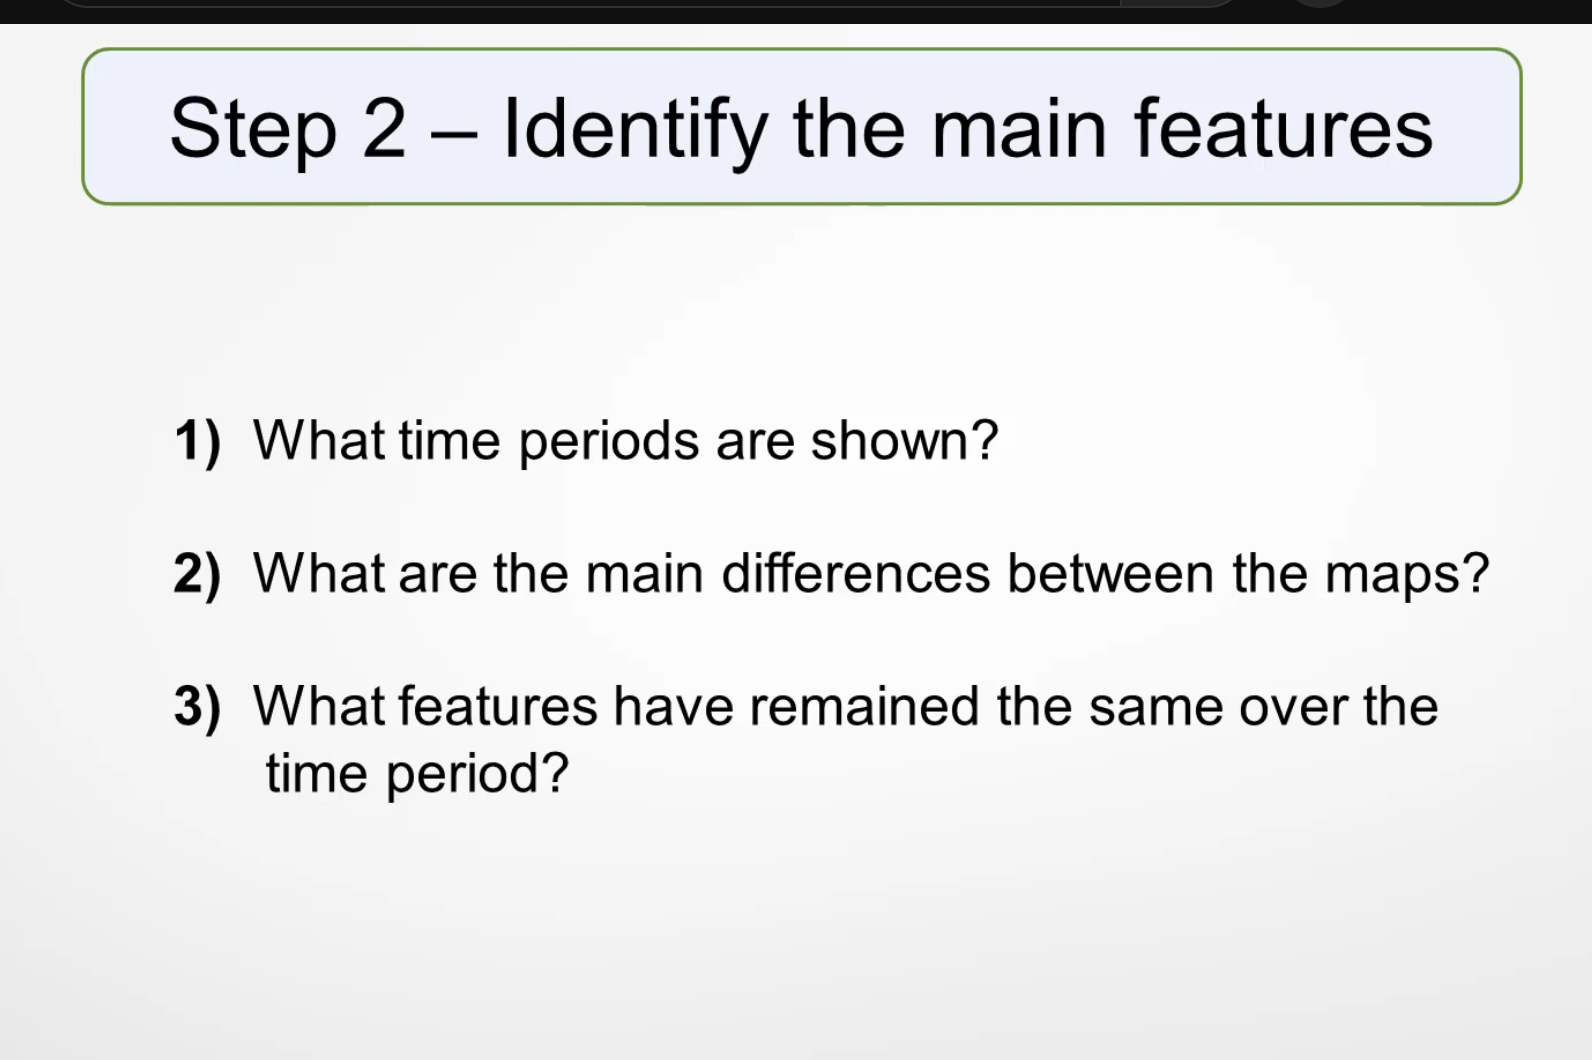 Step 2 – Identify the main features
1) What time periods are shown?
2) What are the main differences between the maps?
3) What features have remained the same over the
time period?